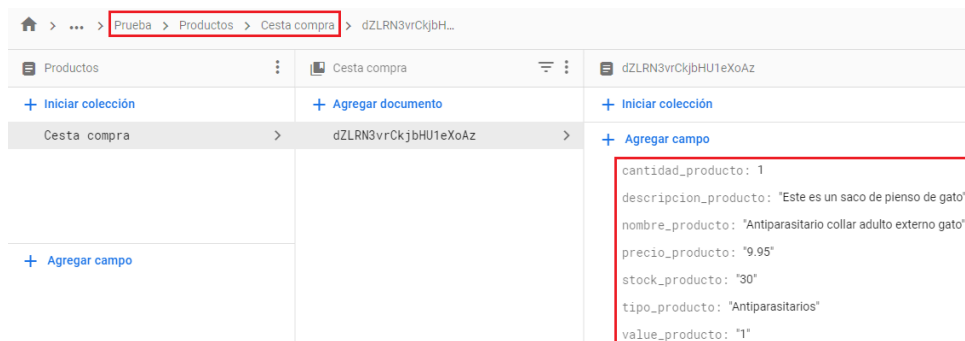 > ... > Prueba > Productos > Cesta compra > dZLRN3vrCkjbH...
Productos
Cesta compra
dZLRN3vrCkjbHU1eXoAz
+ Iniciar colección
+ Agregar documento
+ Iniciar colección
Cesta compra >
dZLRN3vrCkjbHU1eXoAz >
+ Agregar campo
cantidad_producto: 1
descripcion_producto: "Este es un saco de pienso de gato"
nombre_producto: "Antiparasitario collar adulto externo gato"
precio_producto: "9.95"
+ Agregar campo
stock_producto: "30"
tipo_producto: "Antiparasitarios"
value_producto: "1"